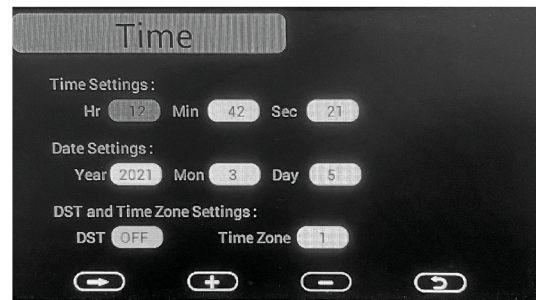 Time
Time Settings:
Hr 12 Min 42 Sec 21
Date Settings:
Year 2021 Mon 3 Day 5
DST and Time Zone Settings:
DST OFF Time Zone 1